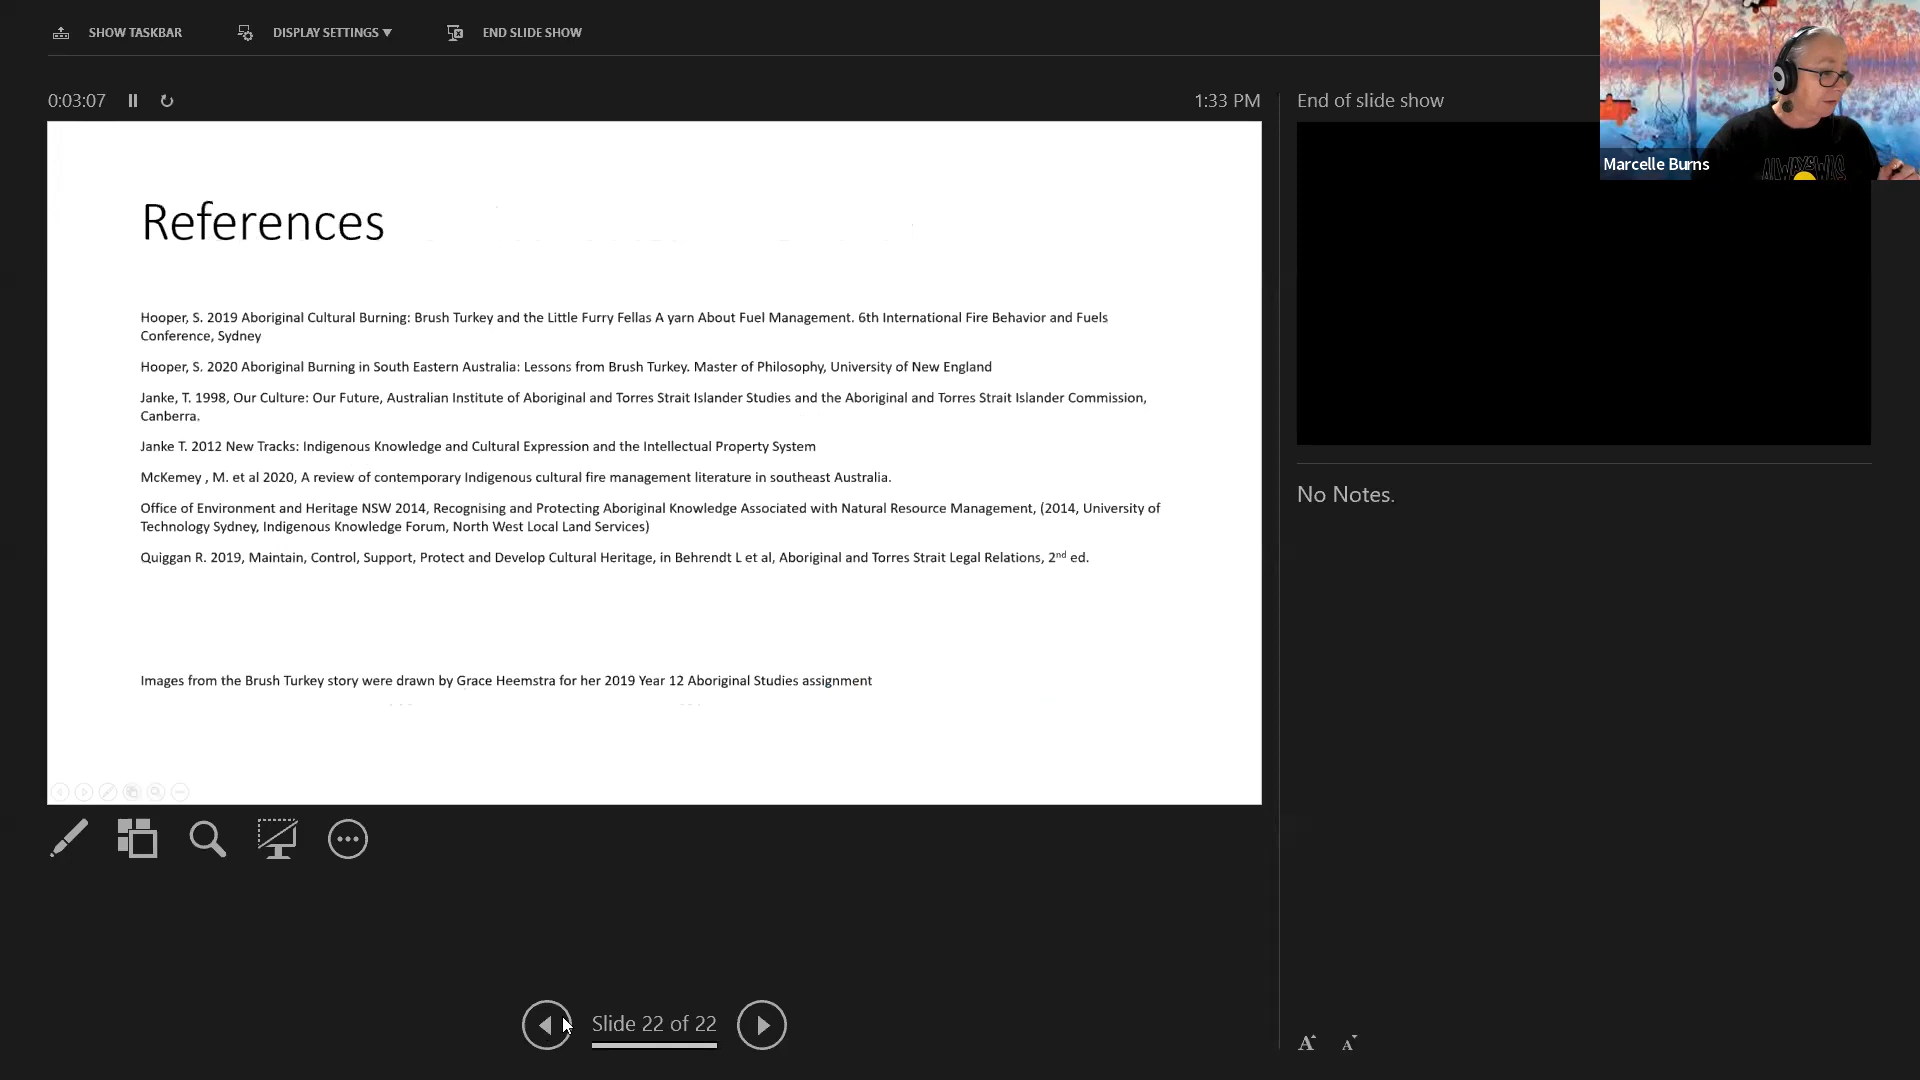 SHOW TASKBAR
DISPLAY SETTINGS ▼
END SLIDE SHOW
0:03:07
1:33 PM
End of slide show
Marcelle Burns
ALWAYS WAS
References
Hooper, S. 2019 Aboriginal Cultural Burning: Brush Turkey and the Little Furry Fellas A yarn About Fuel Management. 6th International Fire Behavior and Fuels
Conference, Sydney
Hooper, S. 2020 Aboriginal Burning in South Eastern Australia: Lessons from Brush Turkey. Master of Philosophy, University of New England
Janke, T. 1998, Our Culture: Our Future, Australian Institute of Aboriginal and Torres Strait Islander Studies and the Aboriginal and Torres Strait Islander Commission,
Canberra.
Janke T. 2012 New Tracks: Indigenous Knowledge and Cultural Expression and the Intellectual Property System
McKemey , M. et al 2020, A review of contemporary Indigenous cultural fire management literature in southeast Australia.
Office of Environment and Heritage NSW 2014, Recognising and Protecting Aboriginal Knowledge Associated with Natural Resource Management, (2014, University of
Technology Sydney, Indigenous Knowledge Forum, North West Local Land Services)
Quiggan R. 2019, Maintain, Control, Support, Protect and Develop Cultural Heritage, in Behrendt L et al, Aboriginal and Torres Strait Legal Relations, 2nd ed.
Images from the Brush Turkey story were drawn by Grace Heemstra for her 2019 Year 12 Aboriginal Studies assignment
No Notes.
Slide 22 of 22
A A